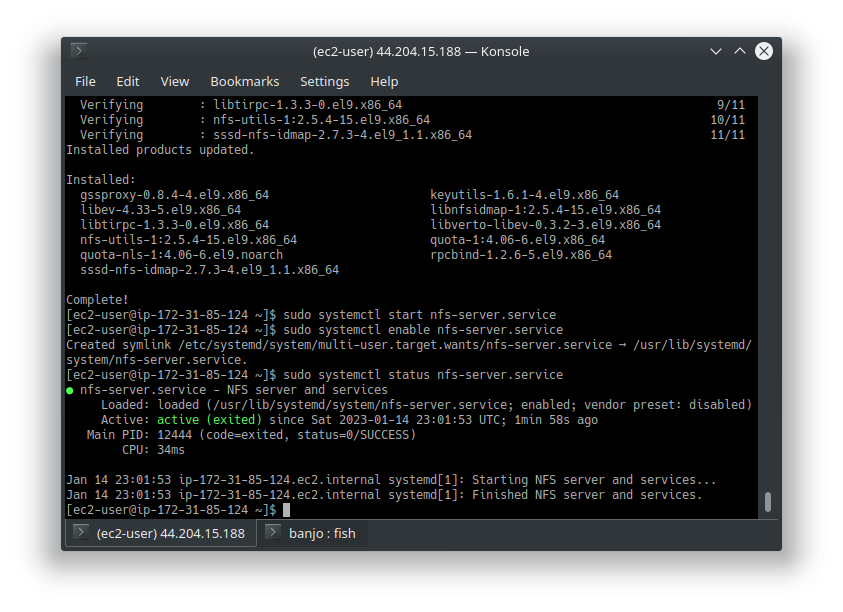 (ec2-user) 44.204.15.188 — Konsole
File Edit View Bookmarks Settings Help
Verifying : libtirpc-1.3.3-0.el9.x86_64 9/11
Verifying : nfs-utils-1:2.5.4-15.el9.x86_64 10/11
Verifying : sssd-nfs-idmap-2.7.3-4.el9_1.1.x86_64 11/11
Installed products updated.
Installed:
gssproxy-0.8.4-4.el9.x86_64 keyutils-1.6.1-4.el9.x86_64
libev-4.33-5.el9.x86_64 libnfsidmap-1:2.5.4-15.el9.x86_64
libtirpc-1.3.3-0.el9.x86_64 libverto-libev-0.3.2-3.el9.x86_64
nfs-utils-1:2.5.4-15.el9.x86_64 quota-1:4.06-6.el9.x86_64
quota-nls-1:4.06-6.el9.noarch rpcbind-1.2.6-5.el9.x86_64
sssd-nfs-idmap-2.7.3-4.el9_1.1.x86_64
Complete!
[ec2-user@ip-172-31-85-124 ~]$ sudo systemctl start nfs-server.service
[ec2-user@ip-172-31-85-124 ~]$ sudo systemctl enable nfs-server.service
Created symlink /etc/systemd/system/multi-user.target.wants/nfs-server.service → /usr/lib/systemd/
system/nfs-server.service.
[ec2-user@ip-172-31-85-124 ~]$ sudo systemctl status nfs-server.service
● nfs-server.service - NFS server and services
Loaded: loaded (/usr/lib/systemd/system/nfs-server.service; enabled; vendor preset: disabled)
Active: active (exited) since Sat 2023-01-14 23:01:53 UTC; 1min 58s ago
Main PID: 12444 (code=exited, status=0/SUCCESS)
CPU: 34ms
Jan 14 23:01:53 ip-172-31-85-124.ec2.internal systemd[1]: Starting NFS server and services...
Jan 14 23:01:53 ip-172-31-85-124.ec2.internal systemd[1]: Finished NFS server and services.
[ec2-user@ip-172-31-85-124 ~]$
(ec2-user) 44.204.15.188 banjo : fish